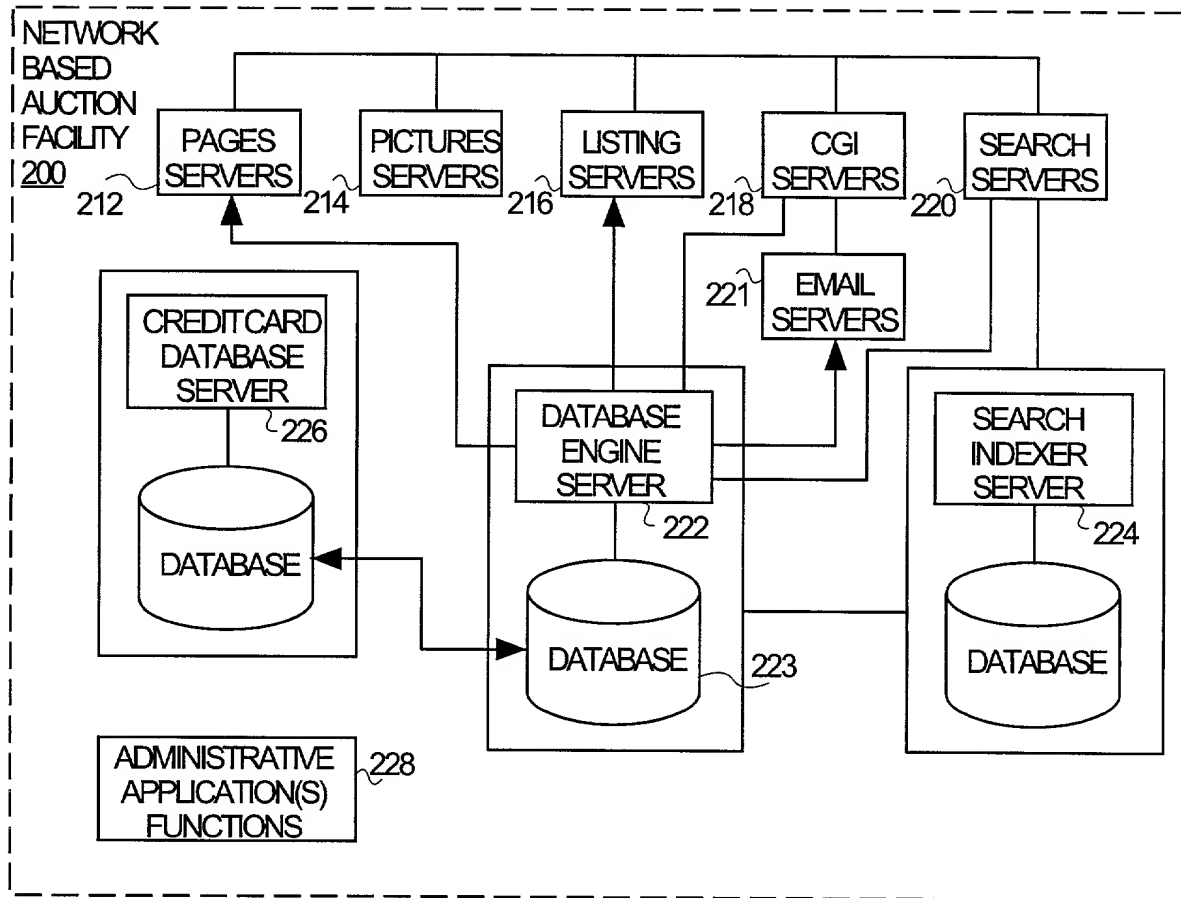 NETWORK
BASED
AUCTION
FACILITY
200
PAGES
SERVERS
212
PICTURES
SERVERS
214
LISTING
SERVERS
216
CGI
SERVERS
218
SEARCH
SERVERS
220
EMAIL
SERVERS
221
CREDIT CARD
DATABASE
SERVER
226
DATABASE
DATABASE
ENGINE
SERVER
222
DATABASE
223
SEARCH
INDEXER
SERVER
224
DATABASE
ADMINISTRATIVE
APPLICATION(S)
FUNCTIONS
228